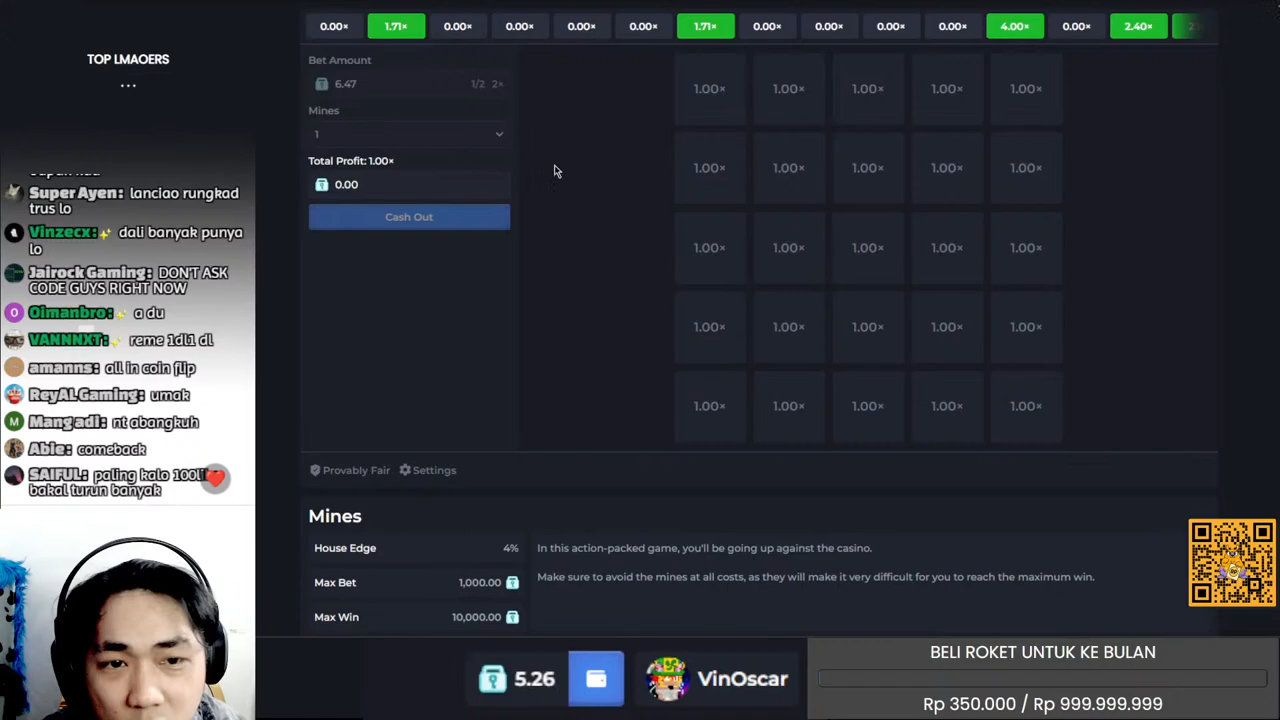 0.00× 1.71× 0.00× 0.00× 0.00× 0.00× 1.71× 0.00× 0.00× 0.00× 0.00× 4.00× 0.00× 2.40×
TOP LMAOERS
...
Super Ayen: lanciao rungkad
trus lo
Vinzecx:✨ dali banyak punya
lo
Jairock Gaming: DON'T ASK
CODE GUYS RIGHT NOW
O
Oimanbro:✨ a du
VANNNXT:✨ reme 1dl1 dl
amanns: all in coin flip
ReyAL Gaming: umak
M
Mang adi: nt abangkuh
Abie: comeback
SAIFUL: paling kalo
bakal turun banyak
Bet Amount
6.47 1/2 2×
Mines
1
Total Profit: 1.00×
0.00
Cash Out
1.00× 1.00× 1.00× 1.00× 1.00×
1.00× 1.00× 1.00× 1.00× 1.00×
1.00× 1.00× 1.00× 1.00× 1.00×
1.00× 1.00× 1.00× 1.00× 1.00×
1.00× 1.00× 1.00× 1.00× 1.00×
Provably Fair Settings
Mines
House Edge 4%
Max Bet 1,000.00
Max Win 10,000.00
In this action-packed game, you'll be going up against the casino.
Make sure to avoid the mines at all costs, as they will make it very difficult for you to reach the maximum win.
5.26
VinOscar
BELI ROKET UNTUK KE BULAN
Rp 350.000 / Rp 999.999.999